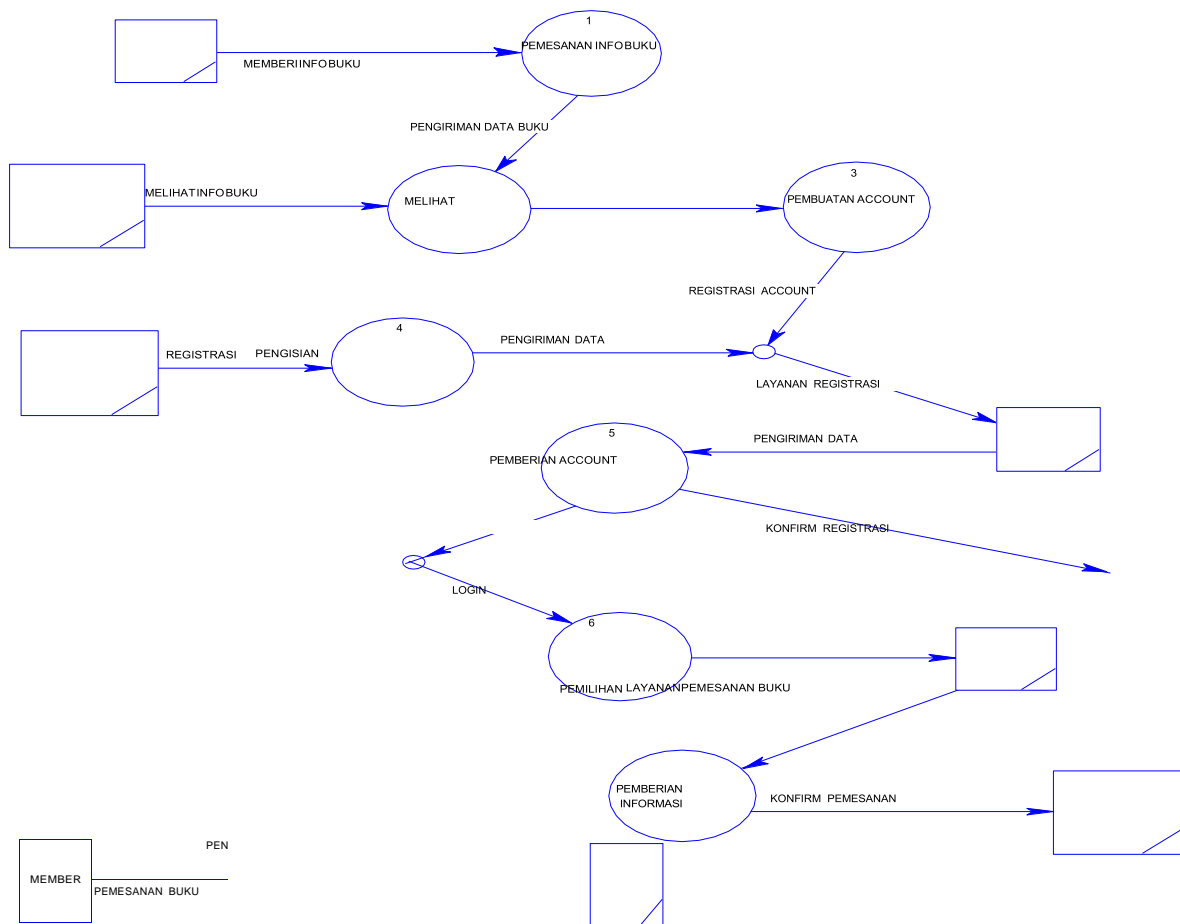 1
PEMESANAN INFOBUKU
MEMBERIINFOBUKU
PENGIRIMAN DATA BUKU
MELIHATINFOBUKU
MELIHAT
3
PEMBUATAN ACCOUNT
REGISTRASI ACCOUNT
4
REGISTRASI PENGISIAN
PENGIRIMAN DATA
LAYANAN REGISTRASI
5
PENGIRIMAN DATA
PEMBERIAN ACCOUNT
KONFIRM REGISTRASI
LOGIN
6
PEMILIHAN LAYANANPEMESANAN BUKU
PEMBERIAN
INFORMASI
KONFIRM PEMESANAN
PEN
MEMBER
PEMESANAN BUKU